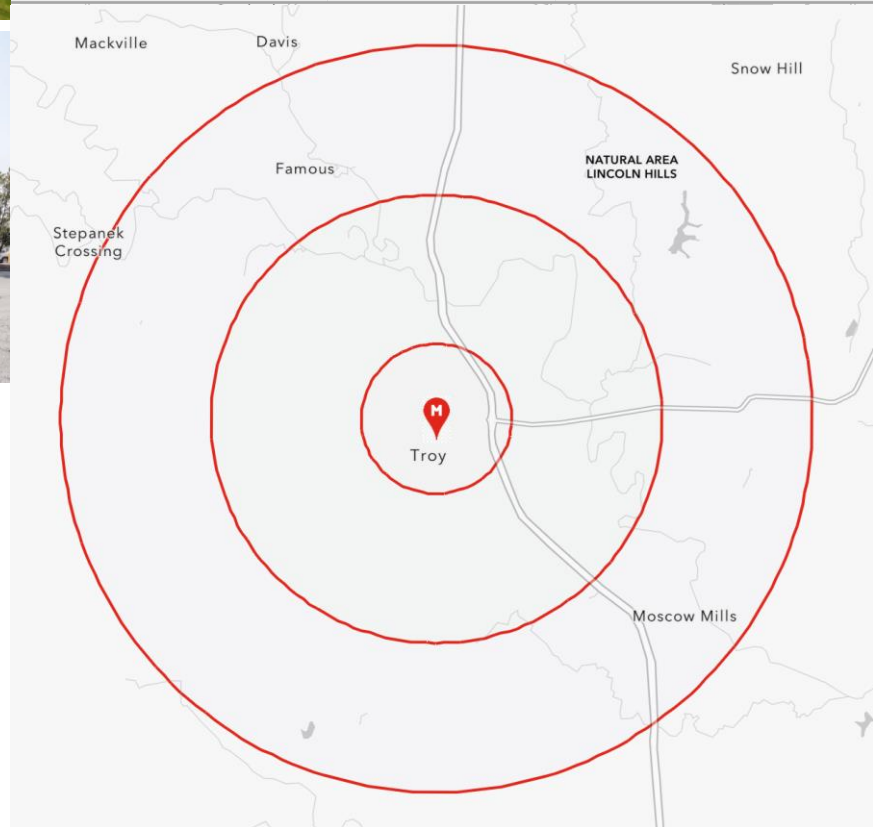 Mackville
Davis
Snow Hill
Famous
NATURAL AREA
LINCOLN HILLS
Stepanek
Crossing
M
Troy
Moscow Mills